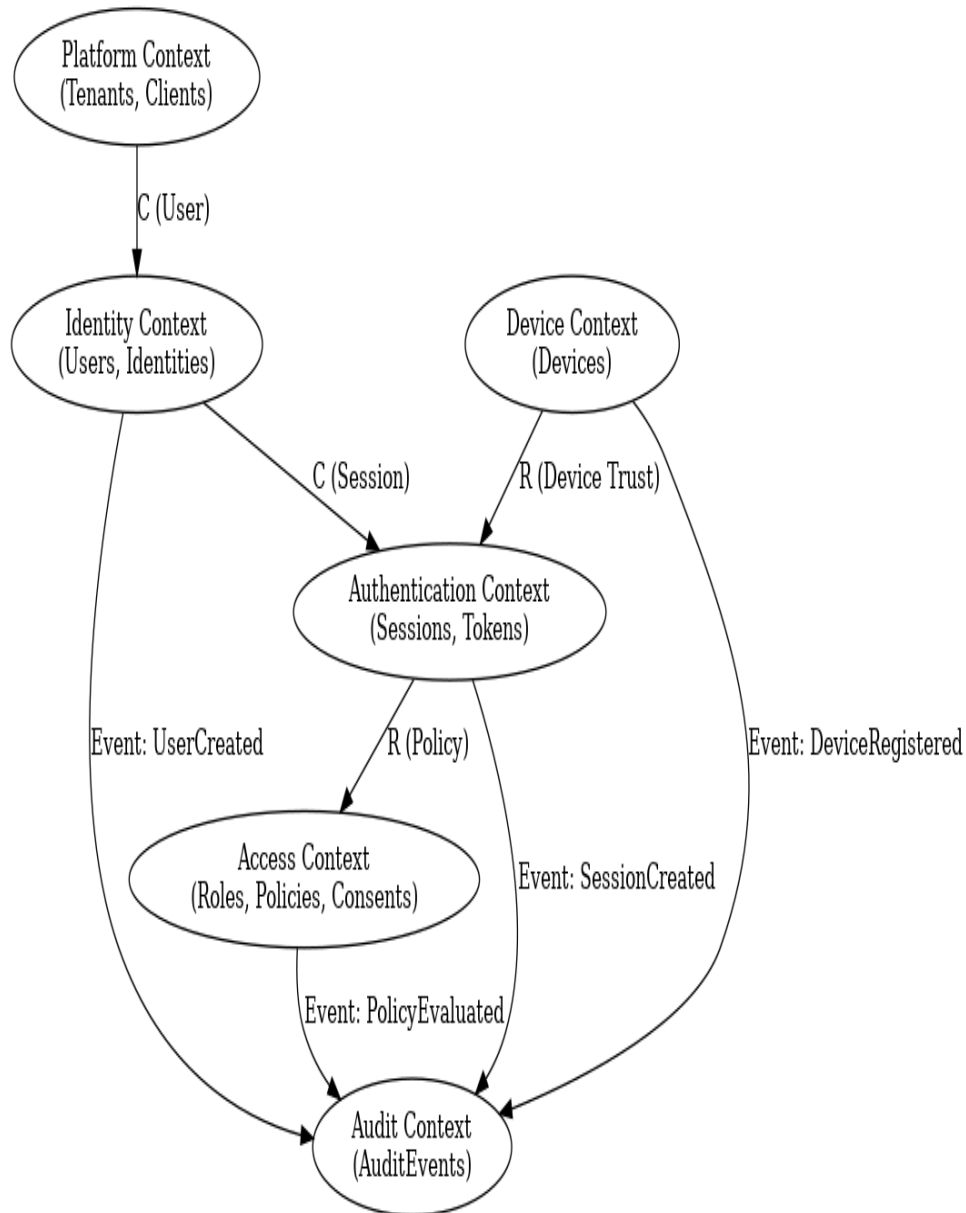 Platform Context
(Tenants, Clients)
C (User)
Identity Context
(Users, Identities)
Device Context
(Devices)
C (Session)
R (Device Trust)
Authentication Context
(Sessions, Tokens)
Event: UserCreated
R (Policy)
Event: DeviceRegistered
Access Context
(Roles, Policies, Consents)
Event: SessionCreated
Event: PolicyEvaluated
Audit Context
(AuditEvents)